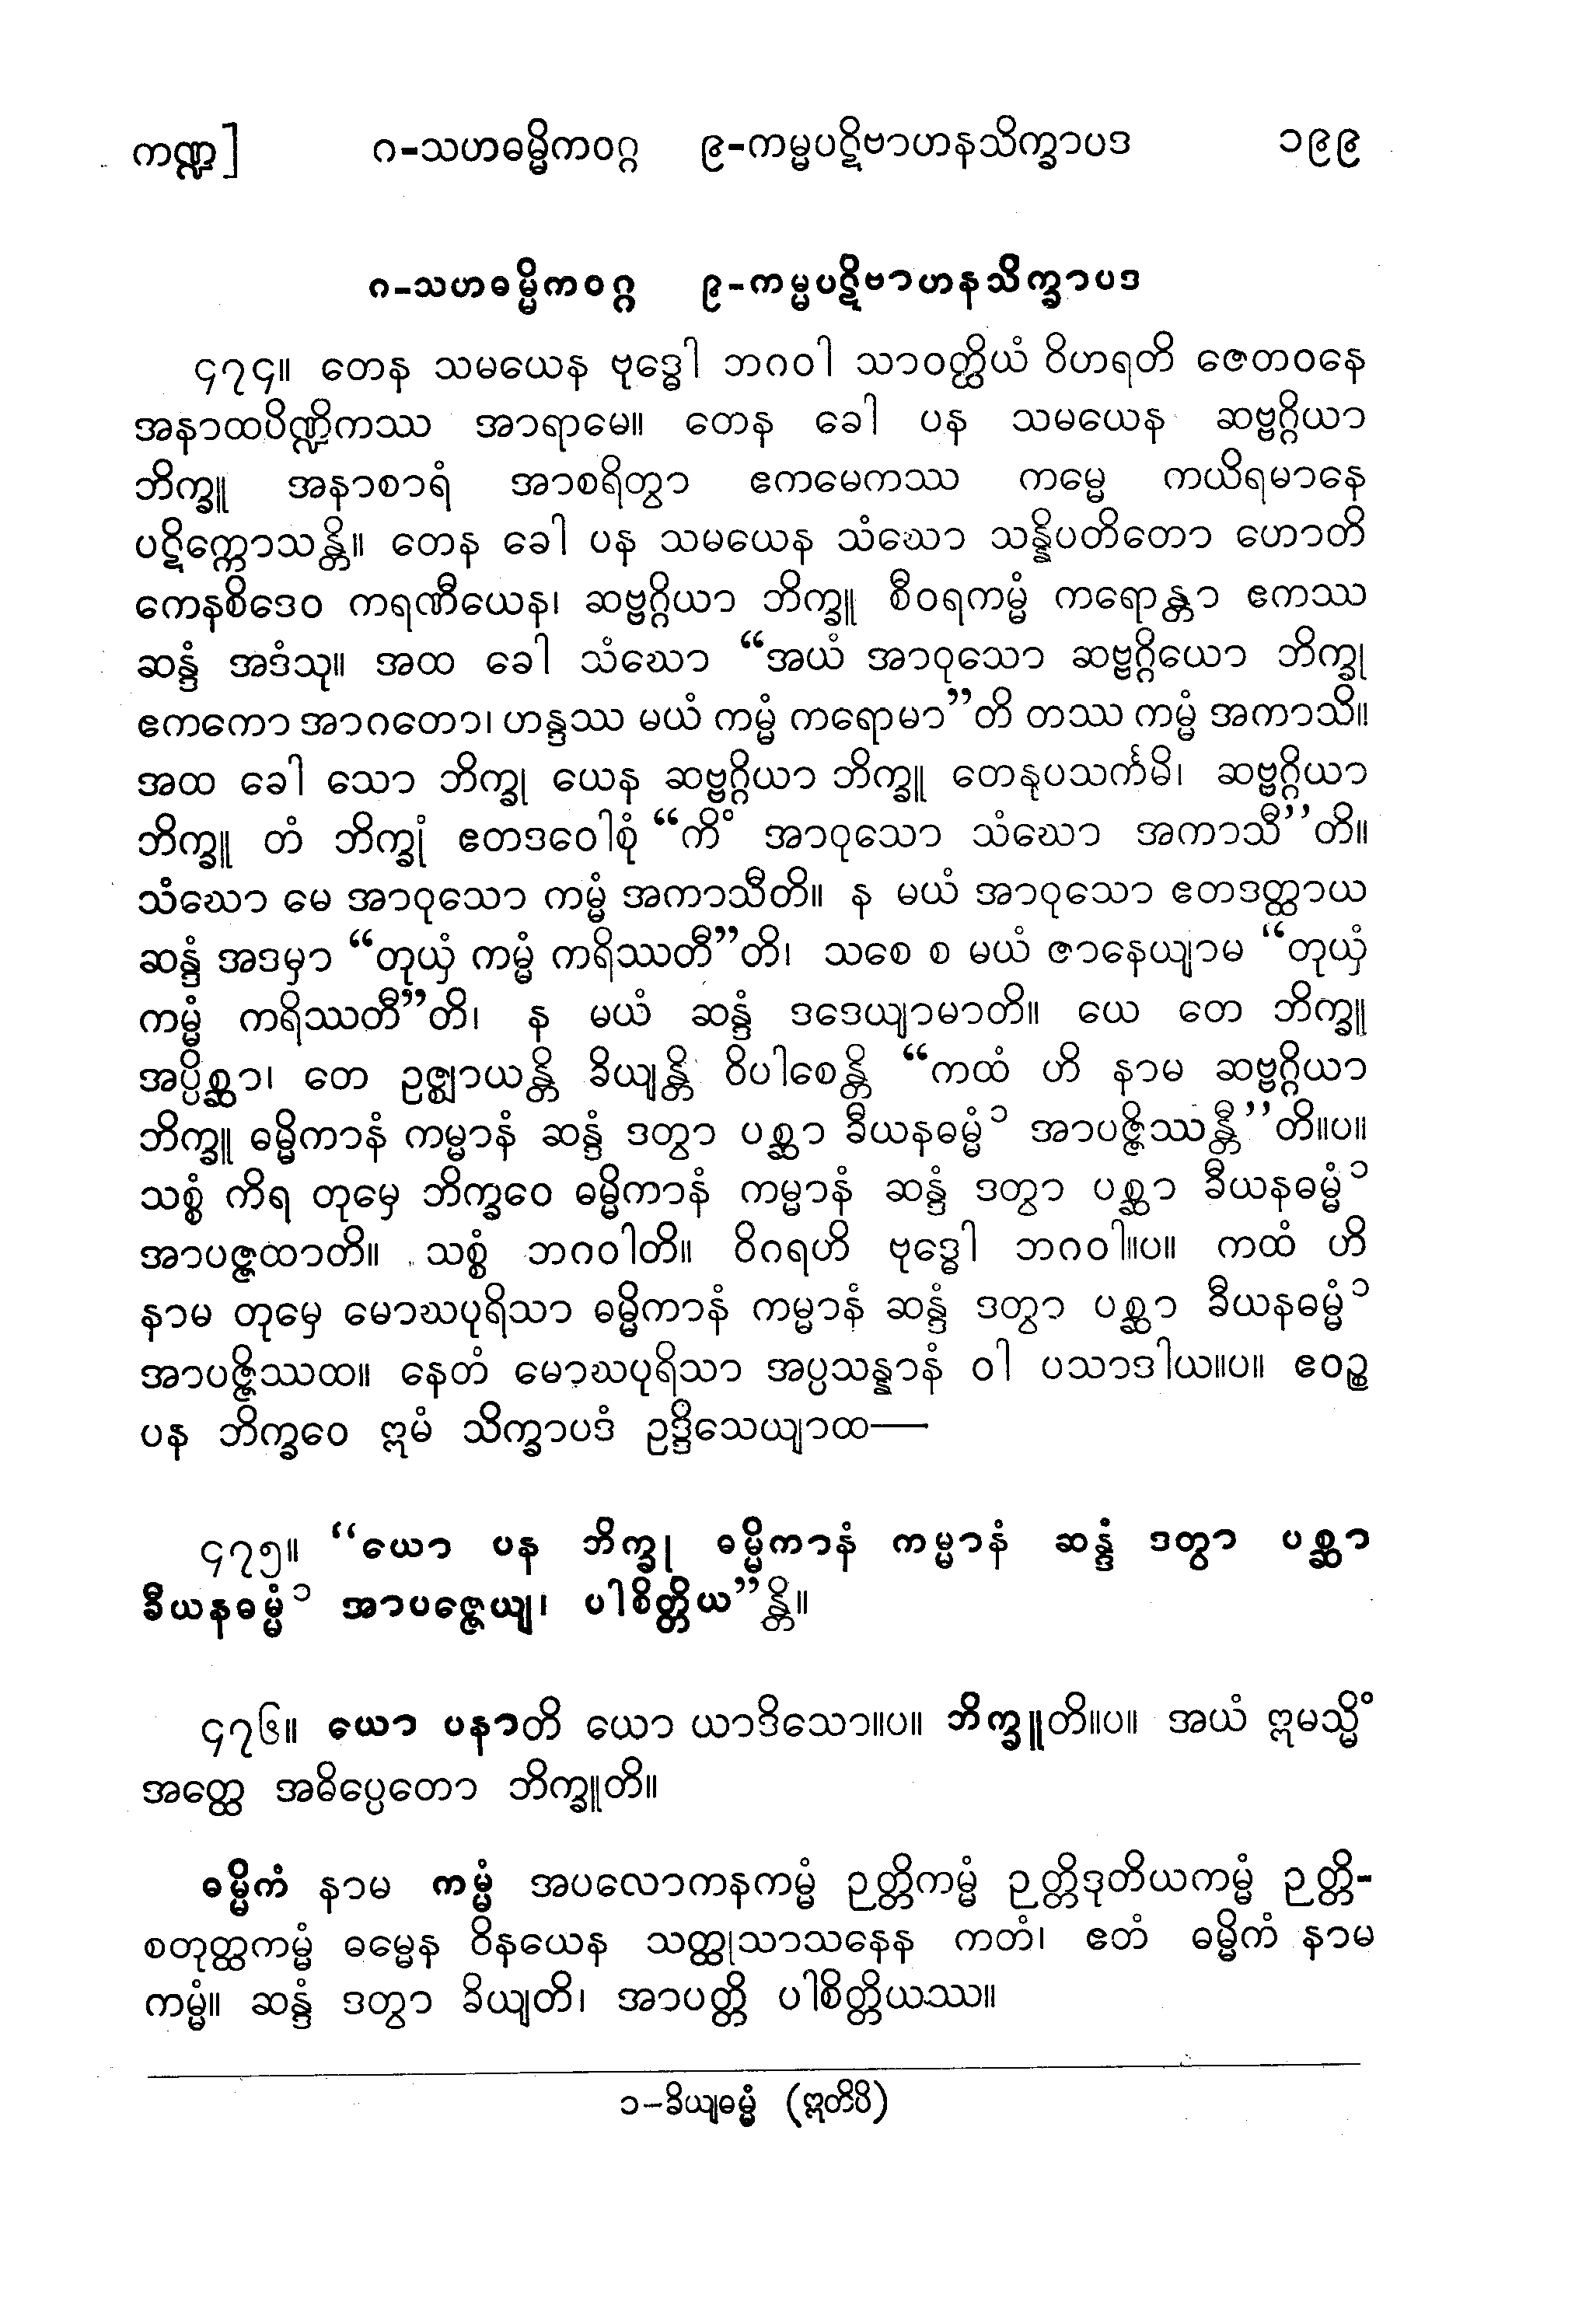 ကဏ္ဍ] ဂ-သဟဓမ္မိကဝဂ္ဂ ၉-ကမ္မပဋိဗာဟနသိက္ခာပဒ ၁၉၉
ဂ-သဟဓမ္မိကဝဂ္ဂ ၉-ကမ္မပဋိဗာဟနသိက္ခာပဒ
၄၇၄။ တေန သမယေန ဗုဒ္ဓေါ ဘဂဝါ သာဝတ္ထိယံ ဝိဟရတိ ဇေတဝနေ
အနာထပိဏ္ဍိကဿ အာရာမေ။ တေန ခေါ ပန သမယေန ဆဗ္ဗဂ္ဂိယာ
ဘိက္ခူ အနာစာရံ အာစရိတွာ ဧကမေကဿ ကမ္မေ ကယိရမာနေ
ပဋိက္ကောသန္တိ။ တေန ခေါ ပန သမယေန သံဃော သန္နိပတိတော ဟောတိ
ကေနစိဒေဝ ကရဏီယေန၊ ဆဗ္ဗဂ္ဂိယာ ဘိက္ခူ စီဝရကမ္မံ ကရောန္တာ ဧကဿ
ဆန္ဒံ အဒံသု။ အထ ခေါ သံဃော “အယံ အာဝုသော ဆဗ္ဗဂ္ဂိယော ဘိက္ခု
ဧကကော အာဂတော၊ ဟန္ဒဿ မယံ ကမ္မံ ကရောမာ”တိ တဿ ကမ္မံ အကာသိ။
အထ ခေါ သော ဘိက္ခု ယေန ဆဗ္ဗဂ္ဂိယာ ဘိက္ခူ တေနုပသင်္ကမိ၊ ဆဗ္ဗဂ္ဂိယာ
ဘိက္ခူ တံ ဘိက္ခုံ ဧတဒဝေါစုံ “ကိံ အာဝုသော သံဃော အကာသီ”တိ။
သံဃော မေ အာဝုသော ကမ္မံ အကာသီတိ။ န မယံ အာဝုသော ဧတဒတ္ထာယ
ဆန္ဒံ အဒမှာ “တုယှံ ကမ္မံ ကရိဿတီ”တိ၊ သစေ စ မယံ ဇာနေယျာမ “တုယှံ
ကမ္မံ ကရိဿတီ”တိ၊ န မယံ ဆန္ဒံ ဒဒေယျာမာတိ။ ယေ တေ ဘိက္ခူ
အပ္ပိစ္ဆာ၊ တေ ဥဇ္ဈာယန္တိ ခိယျန္တိ ဝိပါစေန္တိ “ကထံ ဟိ နာမ ဆဗ္ဗဂ္ဂိယာ
ဘိက္ခူ ဓမ္မိကာနံ ကမ္မာနံ ဆန္ဒံ ဒတွာ ပစ္ဆာ ခီယနဓမ္မံ ၁ အာပဇ္ဇိဿန္တီ”တိ။ပ။
သစ္စံ ကိရ တုမှေ ဘိက္ခဝေ ဓမ္မိကာနံ ကမ္မာနံ ဆန္ဒံ ဒတွာ ပစ္ဆာ ခီယနဓမ္မံ ၁
အာပဇ္ဇထာတိ။ သစ္စံ ဘဂဝါတိ။ ဝိဂရဟိ ဗုဒ္ဓေါ ဘဂဝါ။ပ။ ကထံ ဟိ
နာမ တုမှေ မောဃပုရိသာ ဓမ္မိကာနံ ကမ္မာနံ ဆန္ဒံ ဒတွာ ပစ္ဆာ ခီယနဓမ္မံ ၁
အာပဇ္ဇိဿထ။ နေတံ မောဃပုရိသာ အပ္ပသန္နာနံ ဝါ ပသာဒါယ။ပ။ ဧဝဉ္စ
ပန ဘိက္ခဝေ ဣမံ သိက္ခာပဒံ ဥဒ္ဒိသေယျာထ—
၄၇၅။ “ယော ပန ဘိက္ခု ဓမ္မိကာနံ ကမ္မာနံ ဆန္ဒံ ဒတွာ ပစ္ဆာ
ခီယနဓမ္မံ ၁ အာပဇ္ဇေယျ၊ ပါစိတ္တိယ”န္တိ။
၄၇၆။ ယော ပနာတိ ယော ယာဒိသော။ပ။ ဘိက္ခူတိ။ပ။ အယံ ဣမသ္မိံ
အတ္ထေ အဓိပ္ပေတော ဘိက္ခူတိ။
ဓမ္မိကံ နာမ ကမ္မံ အပလောကနကမ္မံ ဉတ္တိကမ္မံ ဉတ္တိဒုတိယကမ္မံ ဉတ္တိ-
စတုတ္ထကမ္မံ ဓမ္မေန ဝိနယေန သတ္ထုသာသနေန ကတံ၊ ဧတံ ဓမ္မိကံ နာမ
ကမ္မံ။ ဆန္ဒံ ဒတွာ ခိယျတိ၊ အာပတ္တိ ပါစိတ္တိယဿ။
၁-ခိယျဓမ္မံ (ဣတိပိ)